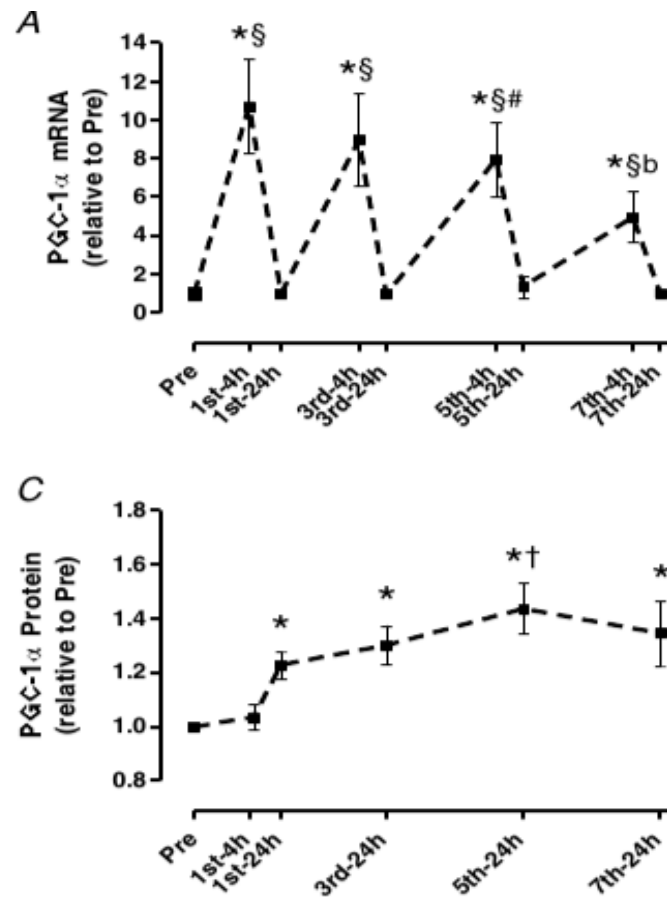 A
PGC-1α mRNA
(relative to Pre)
14
12
10
8
6
4
2
0
*§
*§
*§#
*§b
Pre
1st-4h
1st-24h
3rd-4h
3rd-24h
5th-4h
5th-24h
7th-4h
7th-24h
C
PGC-1α Protein
(relative to Pre)
1.8
1.6
1.4
1.2
1.0
0.8
*
*
*†
*
Pre
1st-4h
1st-24h
3rd-24h
5th-24h
7th-24h